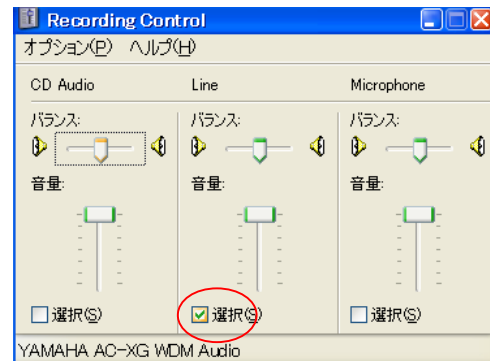 Recording Control
オプション(P) ヘルプ(H)
CD Audio Line Microphone
バランス: バランス: バランス:
音量: 音量: 音量:
選択(S) 選択(S) 選択(S)
YAMAHA AC-XG WDM Audio